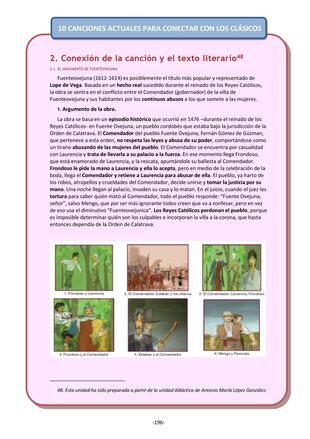 10 CANCIONES ACTUALES PARA CONECTAR CON LOS CLÁSICOS
2. Conexión de la canción y el texto literario48
2.1. EL ARGUMENTO DE FUENTEOVEJUNA
Fuenteovejuna (1612-1614) es posiblemente el título más popular y representado de
Lope de Vega. Basada en un hecho real sucedido durante el reinado de los Reyes Católicos,
la obra se centra en el conflicto entre el Comendador (gobernador) de la villa de
Fuenteovejuna y sus habitantes por los continuos abusos a los que somete a las mujeres.
1. Argumento de la obra.
La obra se basa en un episodio histórico que ocurrió en 1476 –durante el reinado de los
Reyes Católicos- en Fuente Ovejuna, un pueblo cordobés que estaba bajo la jurisdicción de la
Orden de Calatrava. El Comendador del pueblo Fuente Ovejuna, Fernán Gómez de Gúzman,
que pertenece a esta orden, no respeta las leyes y abusa de su poder, comportándose como
un tirano abusando de las mujeres del pueblo. El Comendador se encuentra por casualidad
con Laurencia y trata de llevarla a su palacio a la fuerza. En ese momento llega Frondoso,
que está enamorado de Laurencia, y la rescata, apuntándole su ballesta al Comendador.
Frondoso le pide la mano a Laurencia y ella lo acepta, pero en medio de la celebración de la
boda, llega el Comendador y retiene a Laurencia para abusar de ella. El pueblo, ya harto de
los robos, atropellos y crueldades del Comendador, decide unirse y tomar la justicia por su
mano. Una noche llegan al palacio, invaden su casa y lo matan. En el juicio, cuando el juez les
tortura para saber quién mató al Comendador, todo el pueblo responde: "Fuente Ovejuna,
señor", salvo Mengo, que por ser más ignorante todos creen que va a confesar, pero en vez
de eso usa el diminutivo "Fuenteovejunica". Los Reyes Católicos perdonan el pueblo, porque
es imposible determinar quién son los culpables e incorporan la villa a la corona, que hasta
entonces dependía de la Orden de Calatrava.
1. Frondoso y Laurencia
2. El Comendador, Esteban y los villanos
3. El Comendador, Laurencia, Frondoso
4. Frondoso y el Comendador
5. Esteban y el Comendador
6. Mengo y Pascuala
48. Esta unidad ha sido preparada a partir de la unidad didáctica de Antonio María López González.
-196-